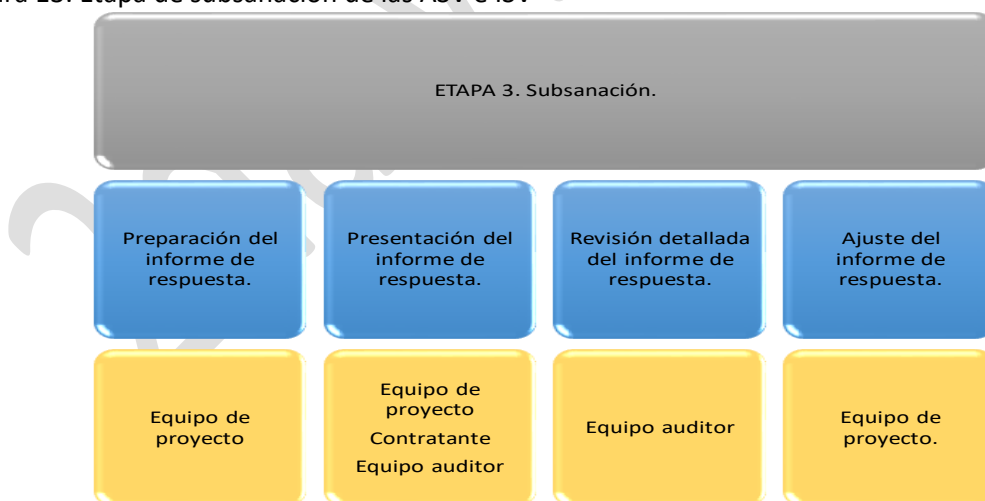 ETAPA 3. Subsanación.
Preparación del
informe de
respuesta.
Presentación del
informe de
respuesta.
Revisión detallada
del informe de
respuesta.
Ajuste del
informe de
respuesta.
Equipo de
proyecto
Equipo de
proyecto
Contratante
Equipo auditor
Equipo auditor
Equipo de
proyecto.